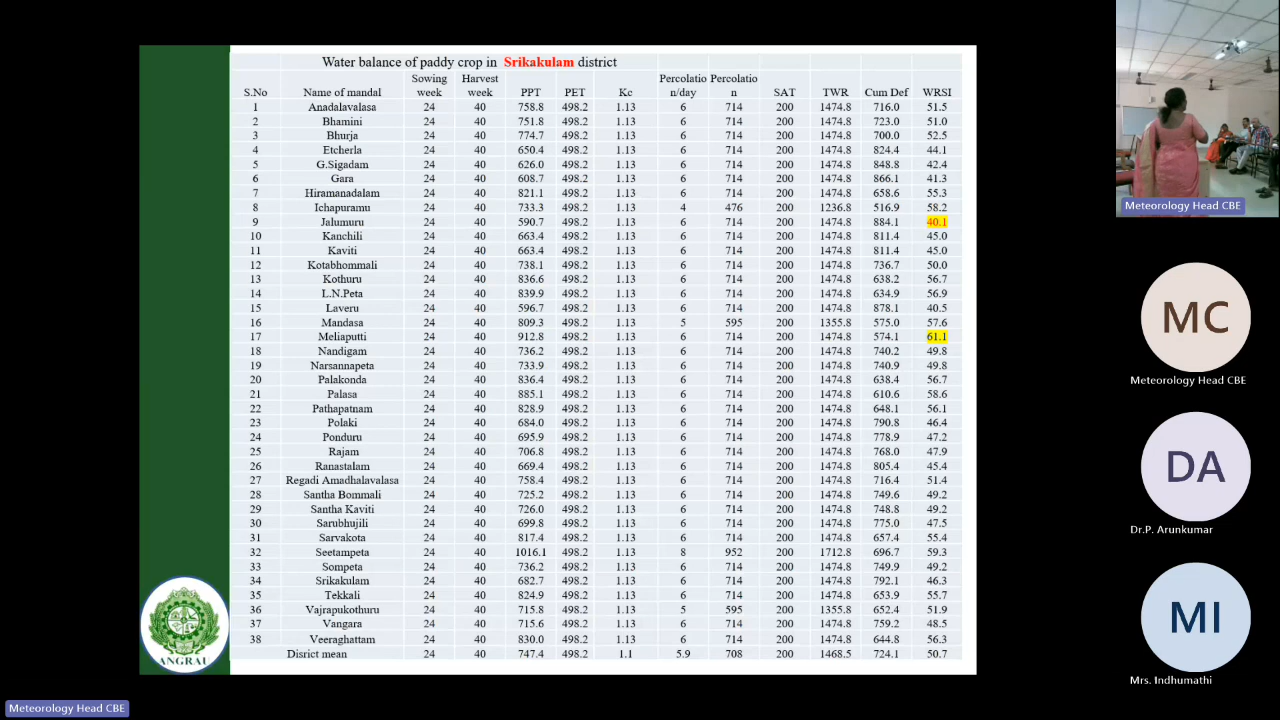 Water balance of paddy crop in Srikakulam district
S.No Name of mandal Sowing week Harvest week PPT PET Kc Percolatio n/day Percolatio n SAT TWR Cum Def WRSI
1 Anadalavalasa 24 40 758.8 498.2 1.13 6 714 200 1474.8 716.0 51.5
2 Bhamini 24 40 751.8 498.2 1.13 6 714 200 1474.8 723.0 51.0
3 Bhurja 24 40 774.7 498.2 1.13 6 714 200 1474.8 700.0 52.5
4 Etcherla 24 40 650.4 498.2 1.13 6 714 200 1474.8 824.4 44.1
5 G.Sigadam 24 40 626.0 498.2 1.13 6 714 200 1474.8 848.8 42.4
6 Gara 24 40 608.7 498.2 1.13 6 714 200 1474.8 866.1 41.3
7 Hiramanadalam 24 40 821.1 498.2 1.13 6 714 200 1474.8 658.6 55.3
8 Ichapuramu 24 40 733.3 498.2 1.13 4 476 200 1236.8 516.9 58.2
9 Jalumuru 24 40 590.7 498.2 1.13 6 714 200 1474.8 884.1 40.1
10 Kanchili 24 40 663.4 498.2 1.13 6 714 200 1474.8 811.4 45.0
11 Kaviti 24 40 663.4 498.2 1.13 6 714 200 1474.8 811.4 45.0
12 Kotabhommali 24 40 738.1 498.2 1.13 6 714 200 1474.8 736.7 50.0
13 Kothuru 24 40 836.6 498.2 1.13 6 714 200 1474.8 638.2 56.7
14 L.N.Peta 24 40 839.9 498.2 1.13 6 714 200 1474.8 634.9 56.9
15 Laveru 24 40 596.7 498.2 1.13 6 714 200 1474.8 878.1 40.5
16 Mandasa 24 40 809.3 498.2 1.13 5 595 200 1355.8 575.0 57.6
17 Meliaputti 24 40 912.8 498.2 1.13 6 714 200 1474.8 574.1 61.1
18 Nandigam 24 40 736.2 498.2 1.13 6 714 200 1474.8 740.2 49.8
19 Narsannapeta 24 40 733.9 498.2 1.13 6 714 200 1474.8 740.9 49.8
20 Palakonda 24 40 836.4 498.2 1.13 6 714 200 1474.8 638.4 56.7
21 Palasa 24 40 885.1 498.2 1.13 6 714 200 1474.8 610.6 58.6
22 Pathapatnam 24 40 828.9 498.2 1.13 6 714 200 1474.8 648.1 56.1
23 Polaki 24 40 684.0 498.2 1.13 6 714 200 1474.8 790.8 46.4
24 Ponduru 24 40 695.9 498.2 1.13 6 714 200 1474.8 778.9 47.2
25 Rajam 24 40 706.8 498.2 1.13 6 714 200 1474.8 768.0 47.9
26 Ranastalam 24 40 669.4 498.2 1.13 6 714 200 1474.8 805.4 45.4
27 Regadi Amadhalavalasa 24 40 758.4 498.2 1.13 6 714 200 1474.8 716.4 51.4
28 Santha Bommali 24 40 725.2 498.2 1.13 6 714 200 1474.8 749.6 49.2
29 Santha Kaviti 24 40 726.0 498.2 1.13 6 714 200 1474.8 748.8 49.2
30 Sarubhujili 24 40 699.8 498.2 1.13 6 714 200 1474.8 775.0 47.5
31 Sarvakota 24 40 817.4 498.2 1.13 6 714 200 1474.8 657.4 55.4
32 Seetampeta 24 40 1016.1 498.2 1.13 8 952 200 1712.8 696.7 59.3
33 Sompeta 24 40 736.2 498.2 1.13 6 714 200 1474.8 749.9 49.2
34 Srikakulam 24 40 682.7 498.2 1.13 6 714 200 1474.8 792.1 46.3
35 Tekkali 24 40 824.9 498.2 1.13 6 714 200 1474.8 653.9 55.7
36 Vajrapukothuru 24 40 715.8 498.2 1.13 5 595 200 1355.8 652.4 51.9
37 Vangara 24 40 715.6 498.2 1.13 6 714 200 1474.8 759.2 48.5
38 Veeraghattam 24 40 830.0 498.2 1.13 6 714 200 1474.8 644.8 56.3
Disrict mean 24 40 747.4 498.2 1.1 5.9 708 200 1468.5 724.1 50.7
ANGRAU
Meteorology Head CBE
MC
Meteorology Head CBE
DA
Dr.P. Arunkumar
MI
Mrs. Indhumathi
Meteorology Head CBE